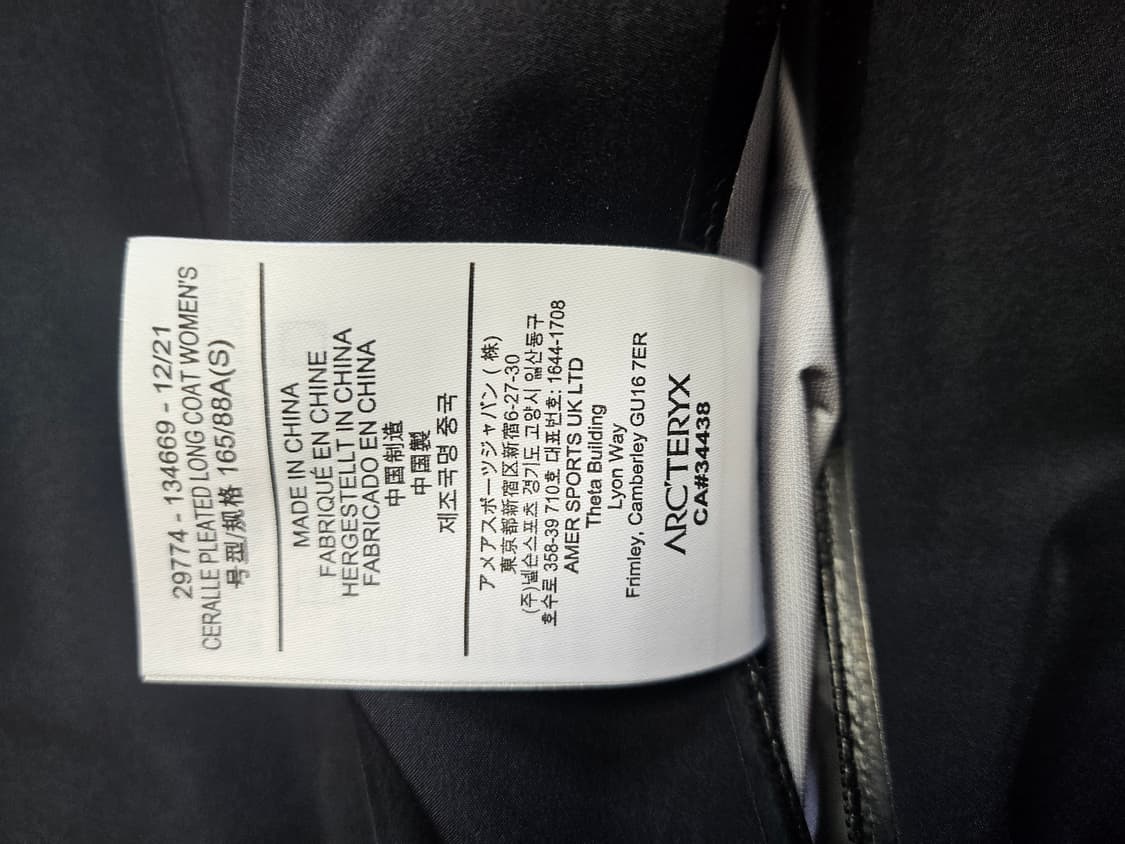 29774 - 134669 - 12/21
CERALLE PLEATED LONG COAT WOMEN'S
号型/规格 165/88A(S)
MADE IN CHINA
FABRIQUÉ EN CHINE
HERGESTELLT IN CHINA
FABRICADO EN CHINA
中国制造
中国製
제조국명 중국
アメアスポーツジャパン ( 株)
東京都新宿区新宿6-27-30
(주)넬슨스포츠 경기도 고양시 일산동구
호수로 358-39 710호 대표번호: 1644-1708
AMER SPORTS UK LTD
Theta Building
Lyon Way
Frimley, Camberley GU16 7ER
ARC'TERYX
CA#34438